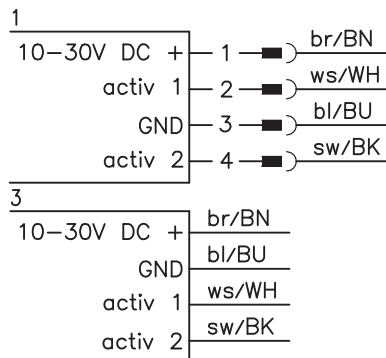 1
10-30V DC + 1 br/BN
activ 1 2 ws/WH
GND 3 bl/BU
activ 2 4 sw/BK
3
10-30V DC + br/BN
GND bl/BU
activ 1 ws/WH
activ 2 sw/BK